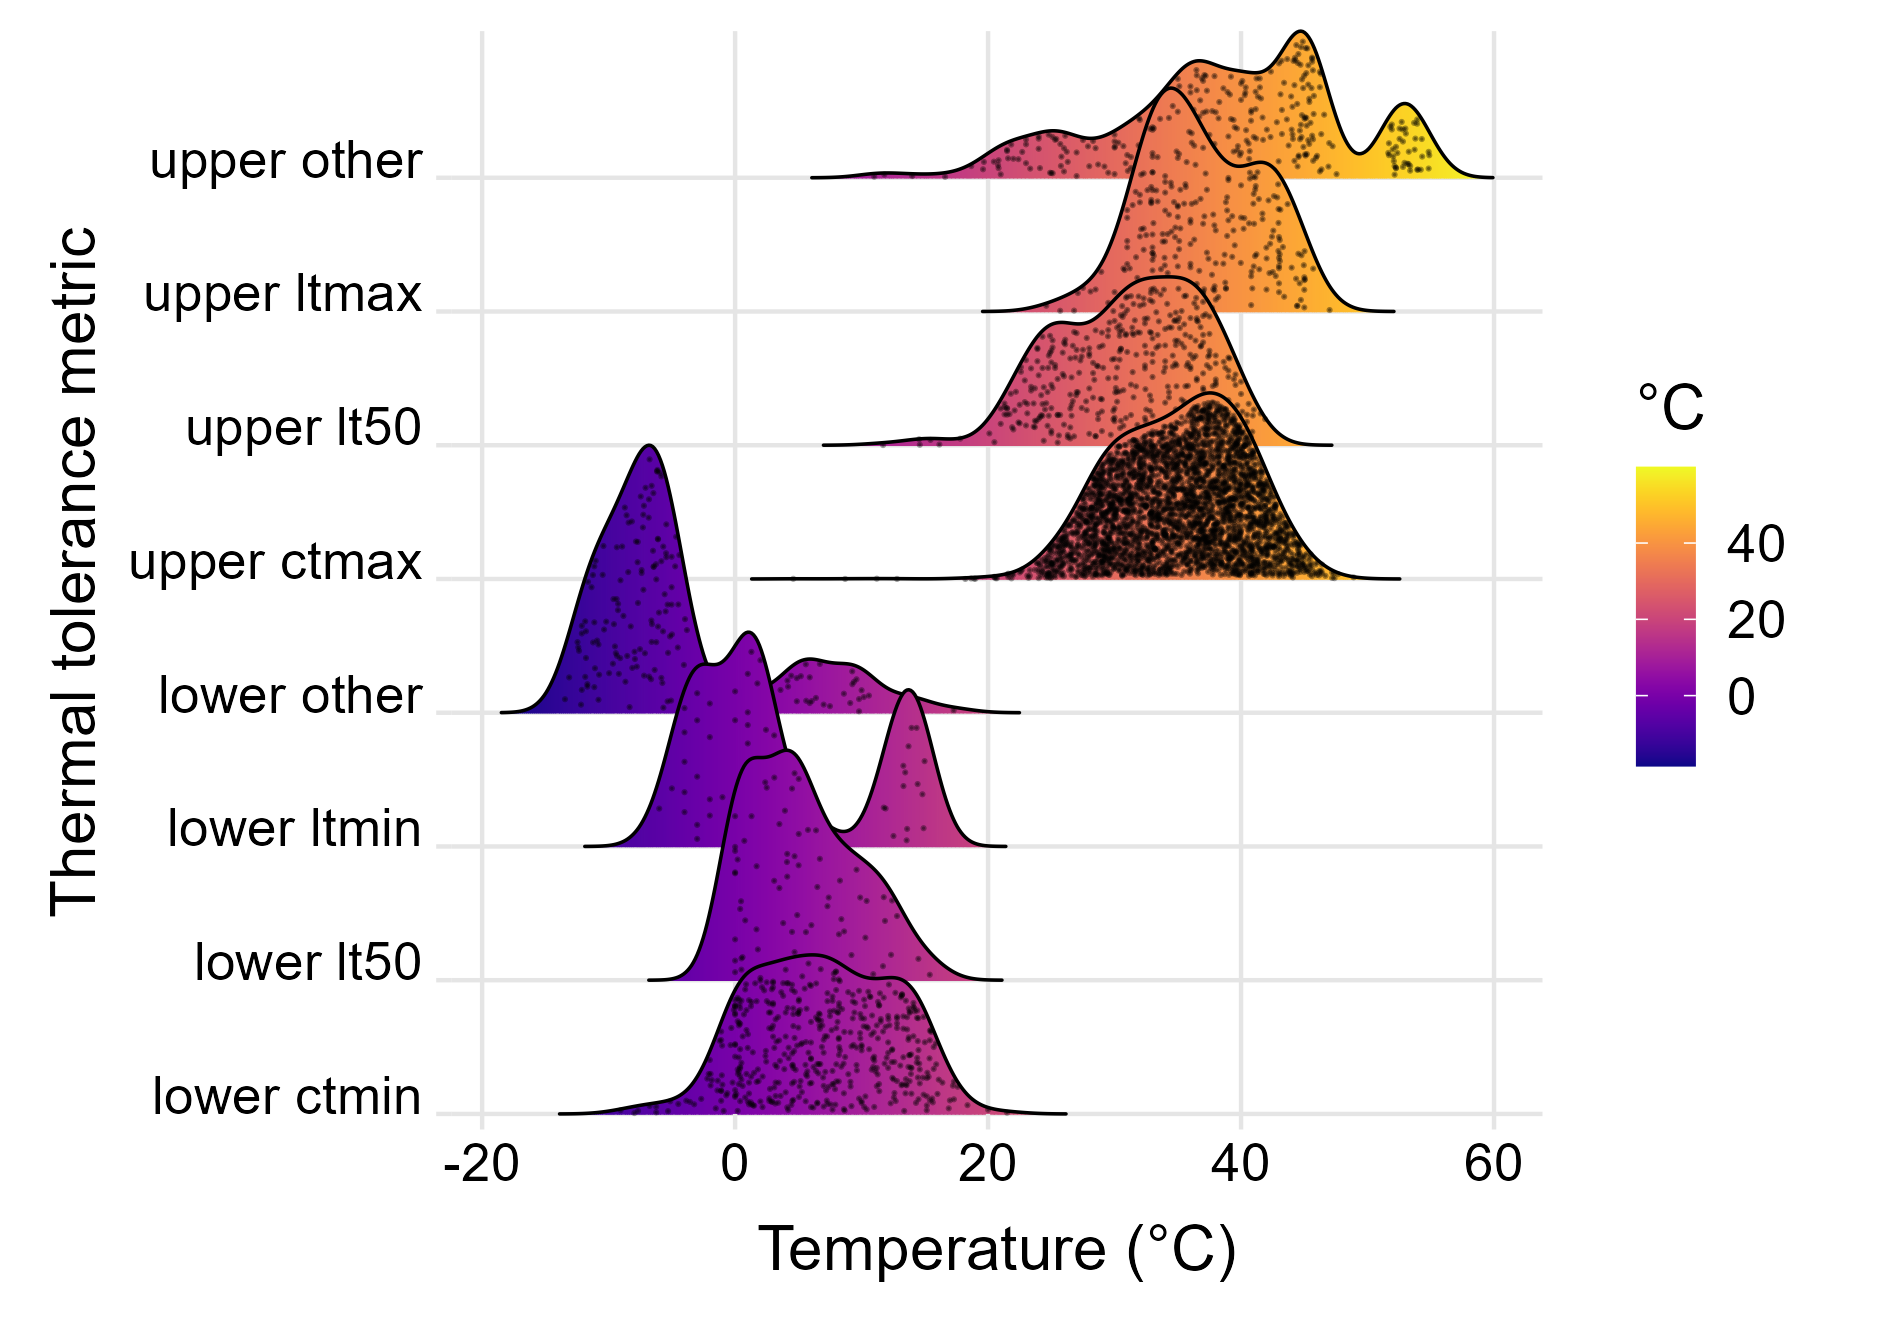 upper other
upper ltmax
upper lt50
upper ctmax
lower other
lower ltmin
lower lt50
lower ctmin
Thermal tolerance metric
-20 0 20 40 60
Temperature (°C)
°C
40
20
0